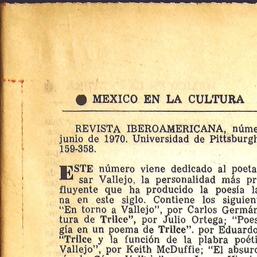 MEXICO EN LA CULTURA
REVISTA IBEROAMERICANA, núme
junio de 1970. Universidad de Pittsburgh
159-358.
ESTE número viene dedicado al poeta
sar Vallejo, la personalidad más pr
fluyente que ha producido la poesía la
na en este siglo. Contiene los siguie
"En torno a Vallejo", por Carlos Germán
tura de Trilce", por Julio Ortega; "Poes
gía en un poema de Trilce", por Eduardo
"Trilce y la función de la plabra poéti
Vallejo", por Keith McDuffie; "El absurd